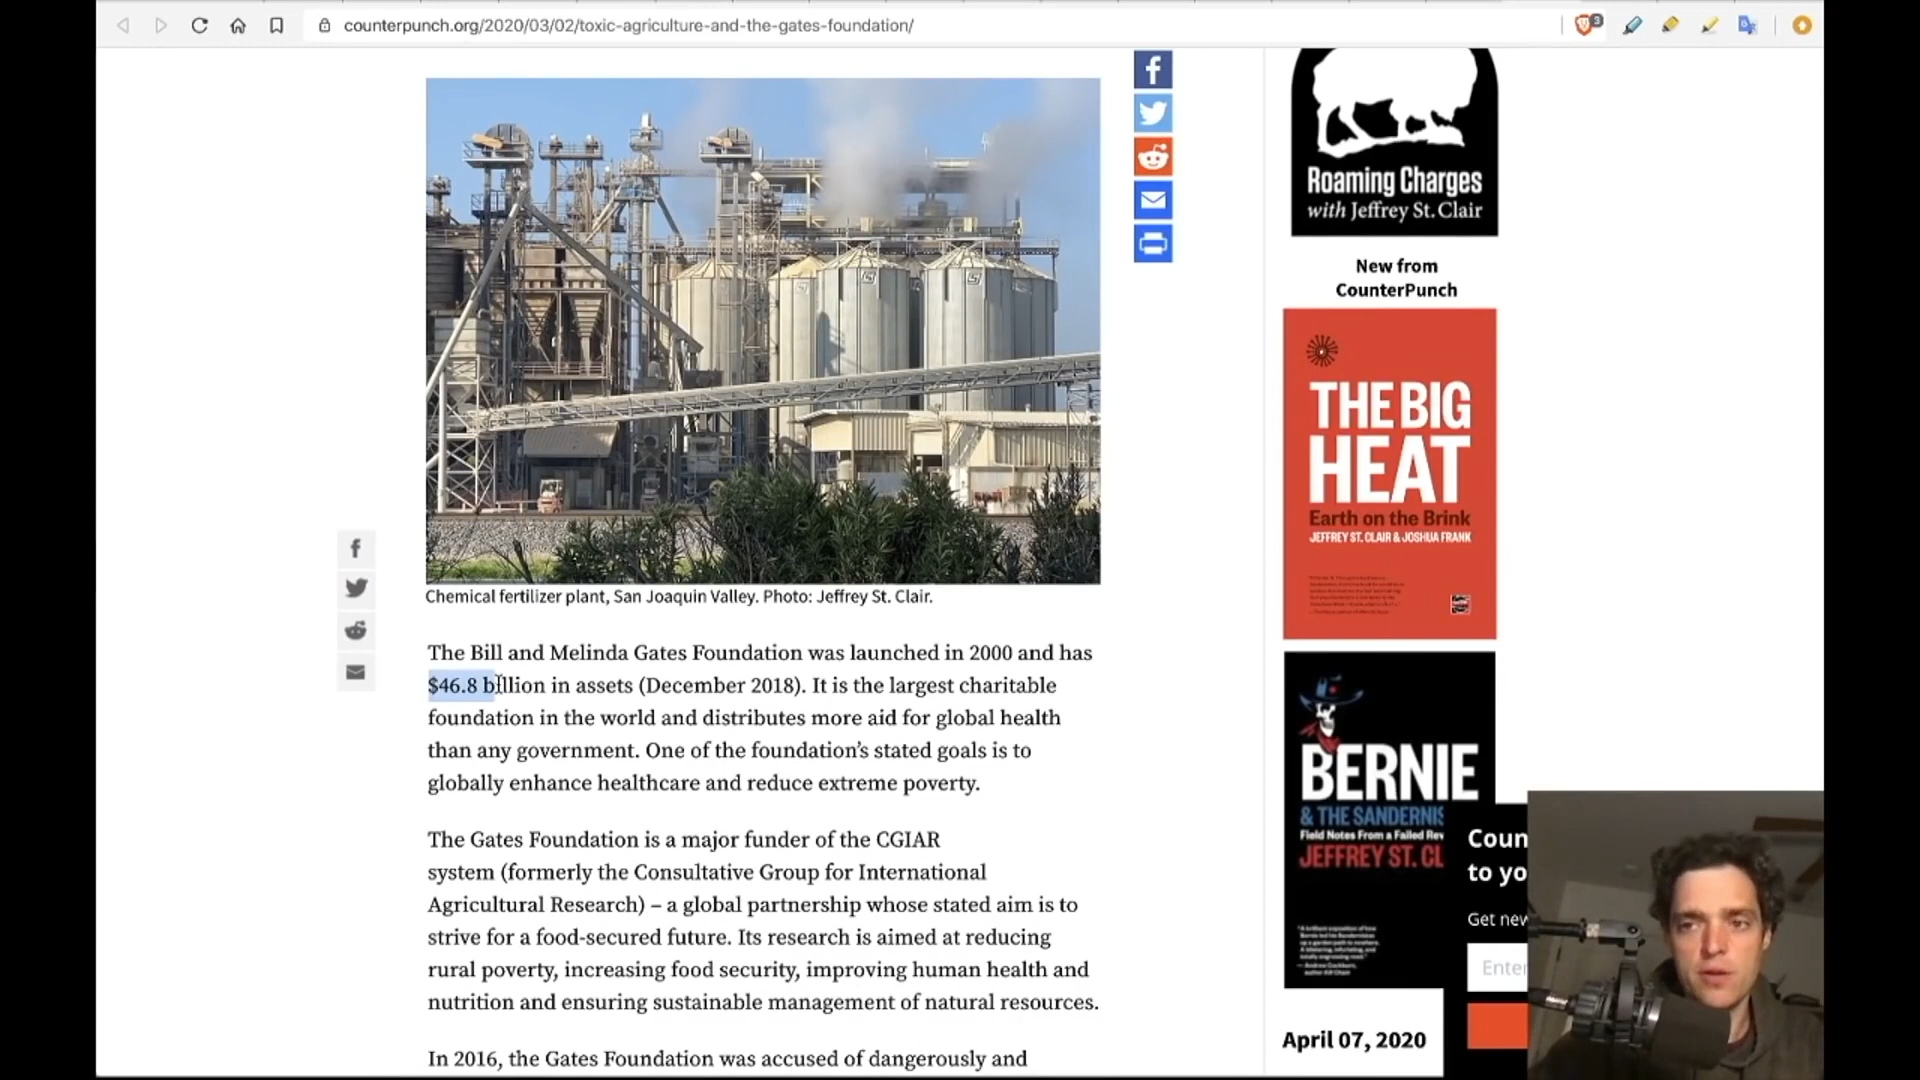 counterpunch.org/2020/03/02/toxic-agriculture-and-the-gates-foundation/
3
Chemical fertilizer plant, San Joaquin Valley. Photo: Jeffrey St. Clair.
The Bill and Melinda Gates Foundation was launched in 2000 and has
$46.8 billion in assets (December 2018). It is the largest charitable
foundation in the world and distributes more aid for global health
than any government. One of the foundation's stated goals is to
globally enhance healthcare and reduce extreme poverty.
The Gates Foundation is a major funder of the CGIAR
system (formerly the Consultative Group for International
Agricultural Research) – a global partnership whose stated aim is to
strive for a food-secured future. Its research is aimed at reducing
rural poverty, increasing food security, improving human health and
nutrition and ensuring sustainable management of natural resources.
In 2016, the Gates Foundation was accused of dangerously and
Roaming Charges
with Jeffrey St. Clair
New from
CounterPunch
THE BIG
HEAT
Earth on the Brink
JEFFREY ST. CLAIR & JOSHUA FRANK
BERNIE
& THE SANDERNIS
Field Notes From a Failed Rev
JEFFREY ST. CL
April 07, 2020
Coun
to yo
Get new
Enter